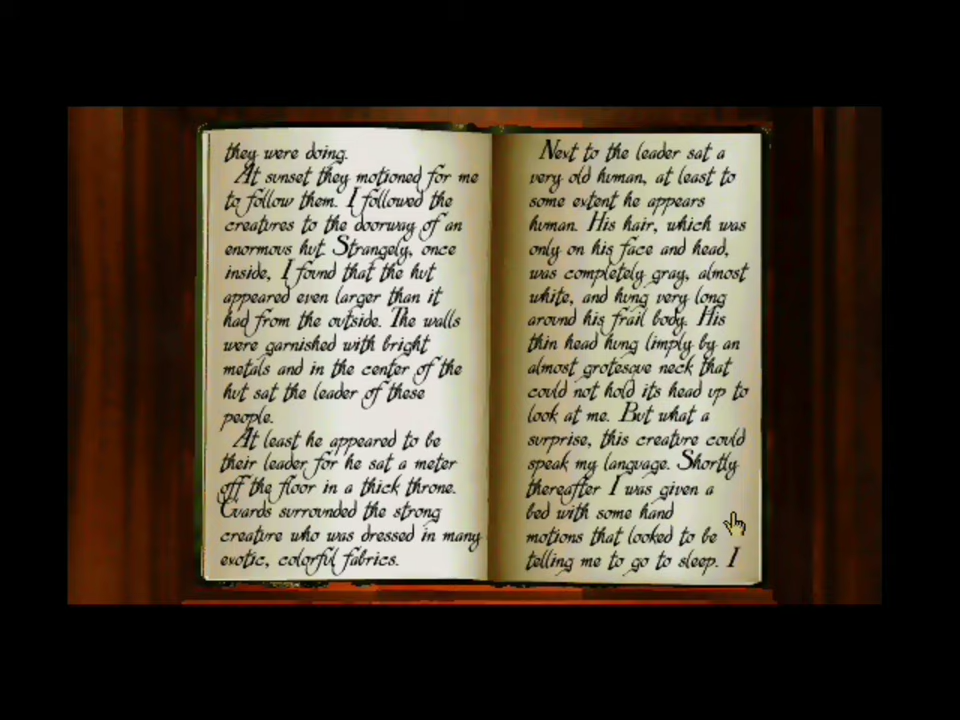 they were doing.
At sunset they motioned for me
to follow them. I followed the
creatures to the doorway of an
enormous hut. Strangely, once
inside, I found that the hut
appeared even larger than it
had from the outside. The walls
were garnished with bright
metals and in the center of the
hut sat the leader of these
people.
At least he appeared to be
their leader for he sat a meter
off the floor in a thick throne.
Guards surrounded the strong
creature who was dressed in many
exotic, colorful fabrics.
Next to the leader sat a
very old human, at least to
some extent he appears
human. His hair, which was
only on his face and head,
was completely gray, almost
white, and hung very long
around his frail body. His
thin head hung limply by an
almost grotesque neck that
could not hold its head up to
look at me. But what a
surprise, this creature could
speak my language. Shortly
thereafter I was given a
bed with some hand
motions that looked to be
telling me to go to sleep. I